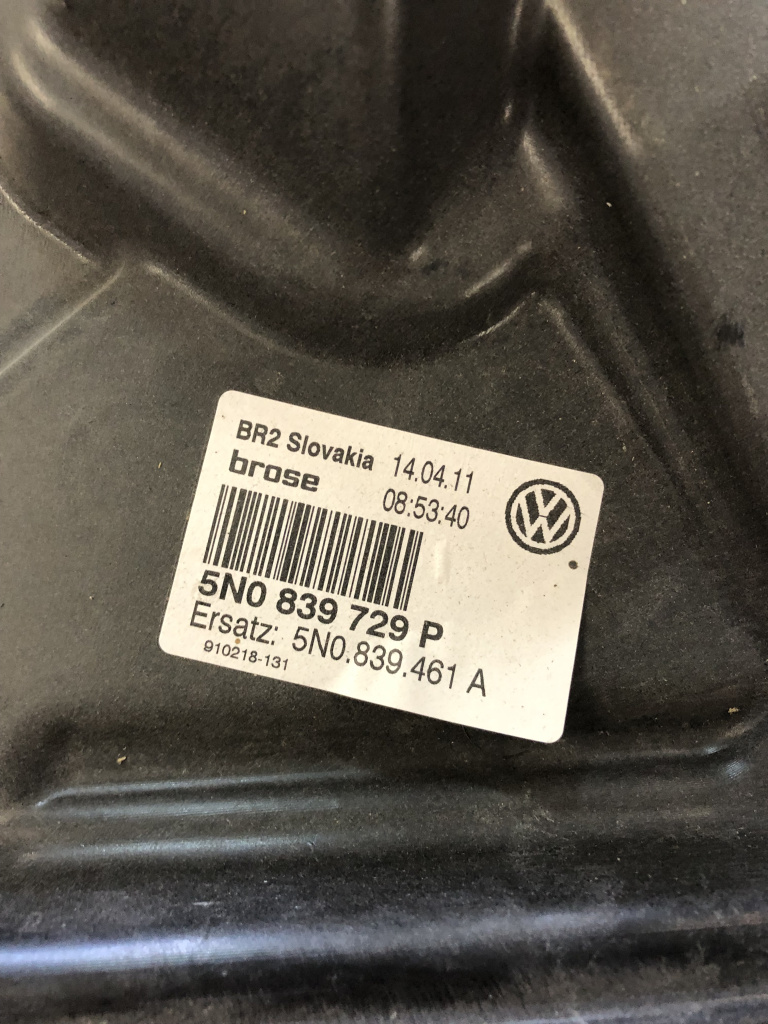 BR2 Slovakia 14.04.11
brose 08:53:40
5N0 839 729 P
Ersatz: 5N0.839.461 A
910218-131